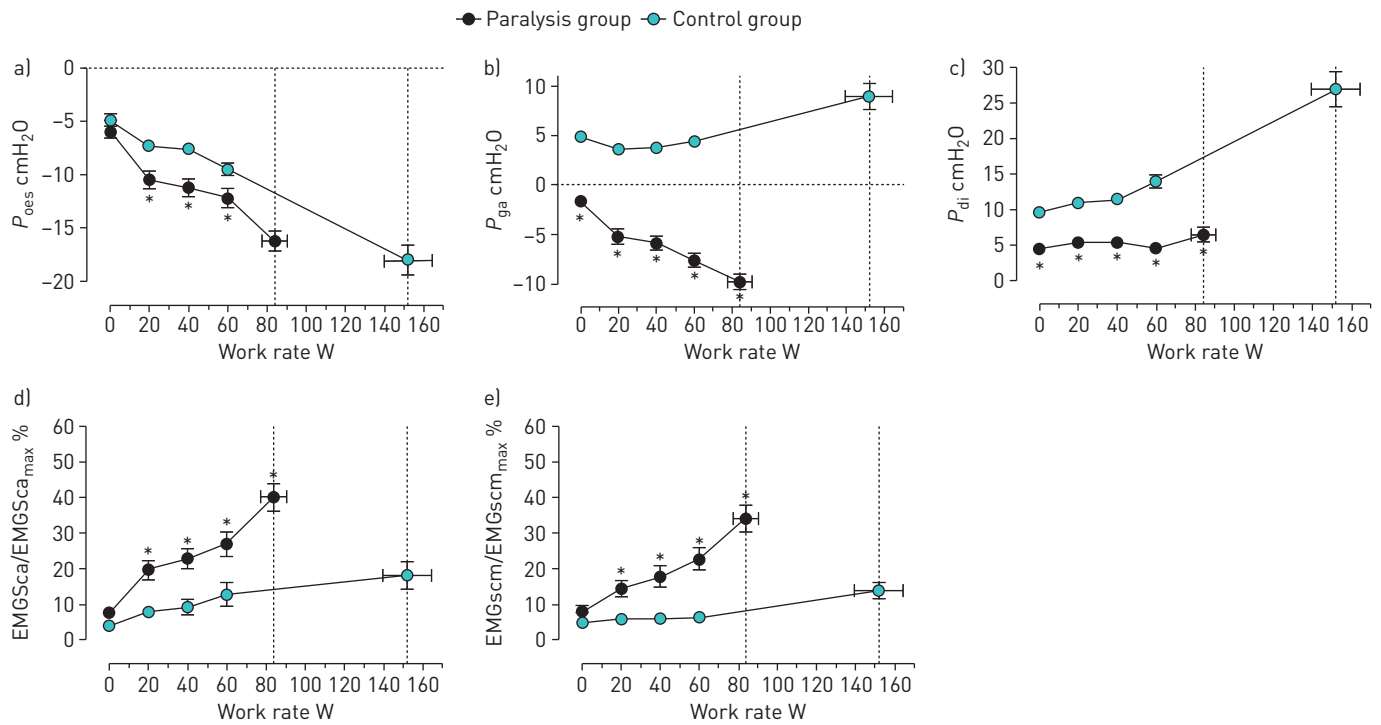 Paralysis group Control group
a)
0
−5
−10
−15
−20
Poes cmH2O
0 20 40 60 80 100 120 140 160
Work rate W
* * *
b)
10
5
0
−5
−10
Pga cmH2O
0 20 40 60 80 100 120 140 160
Work rate W
* * * * *
c)
30
25
20
15
10
5
0
Pdi cmH2O
0 20 40 60 80 100 120 140 160
Work rate W
* * * * *
d)
60
50
40
30
20
10
0
EMGSca/EMGScamax %
0 20 40 60 80 100 120 140 160
Work rate W
* * * *
e)
60
50
40
30
20
10
0
EMGscm/EMGscmmax %
0 20 40 60 80 100 120 140 160
Work rate W
* * * *